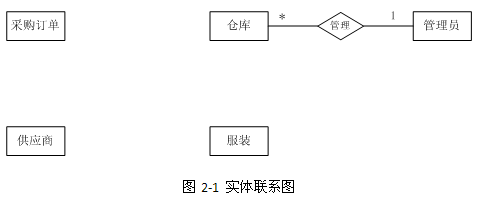 采购订单 仓库 * 管理 1 管理员
供应商 服装
图 2-1 实体联系图